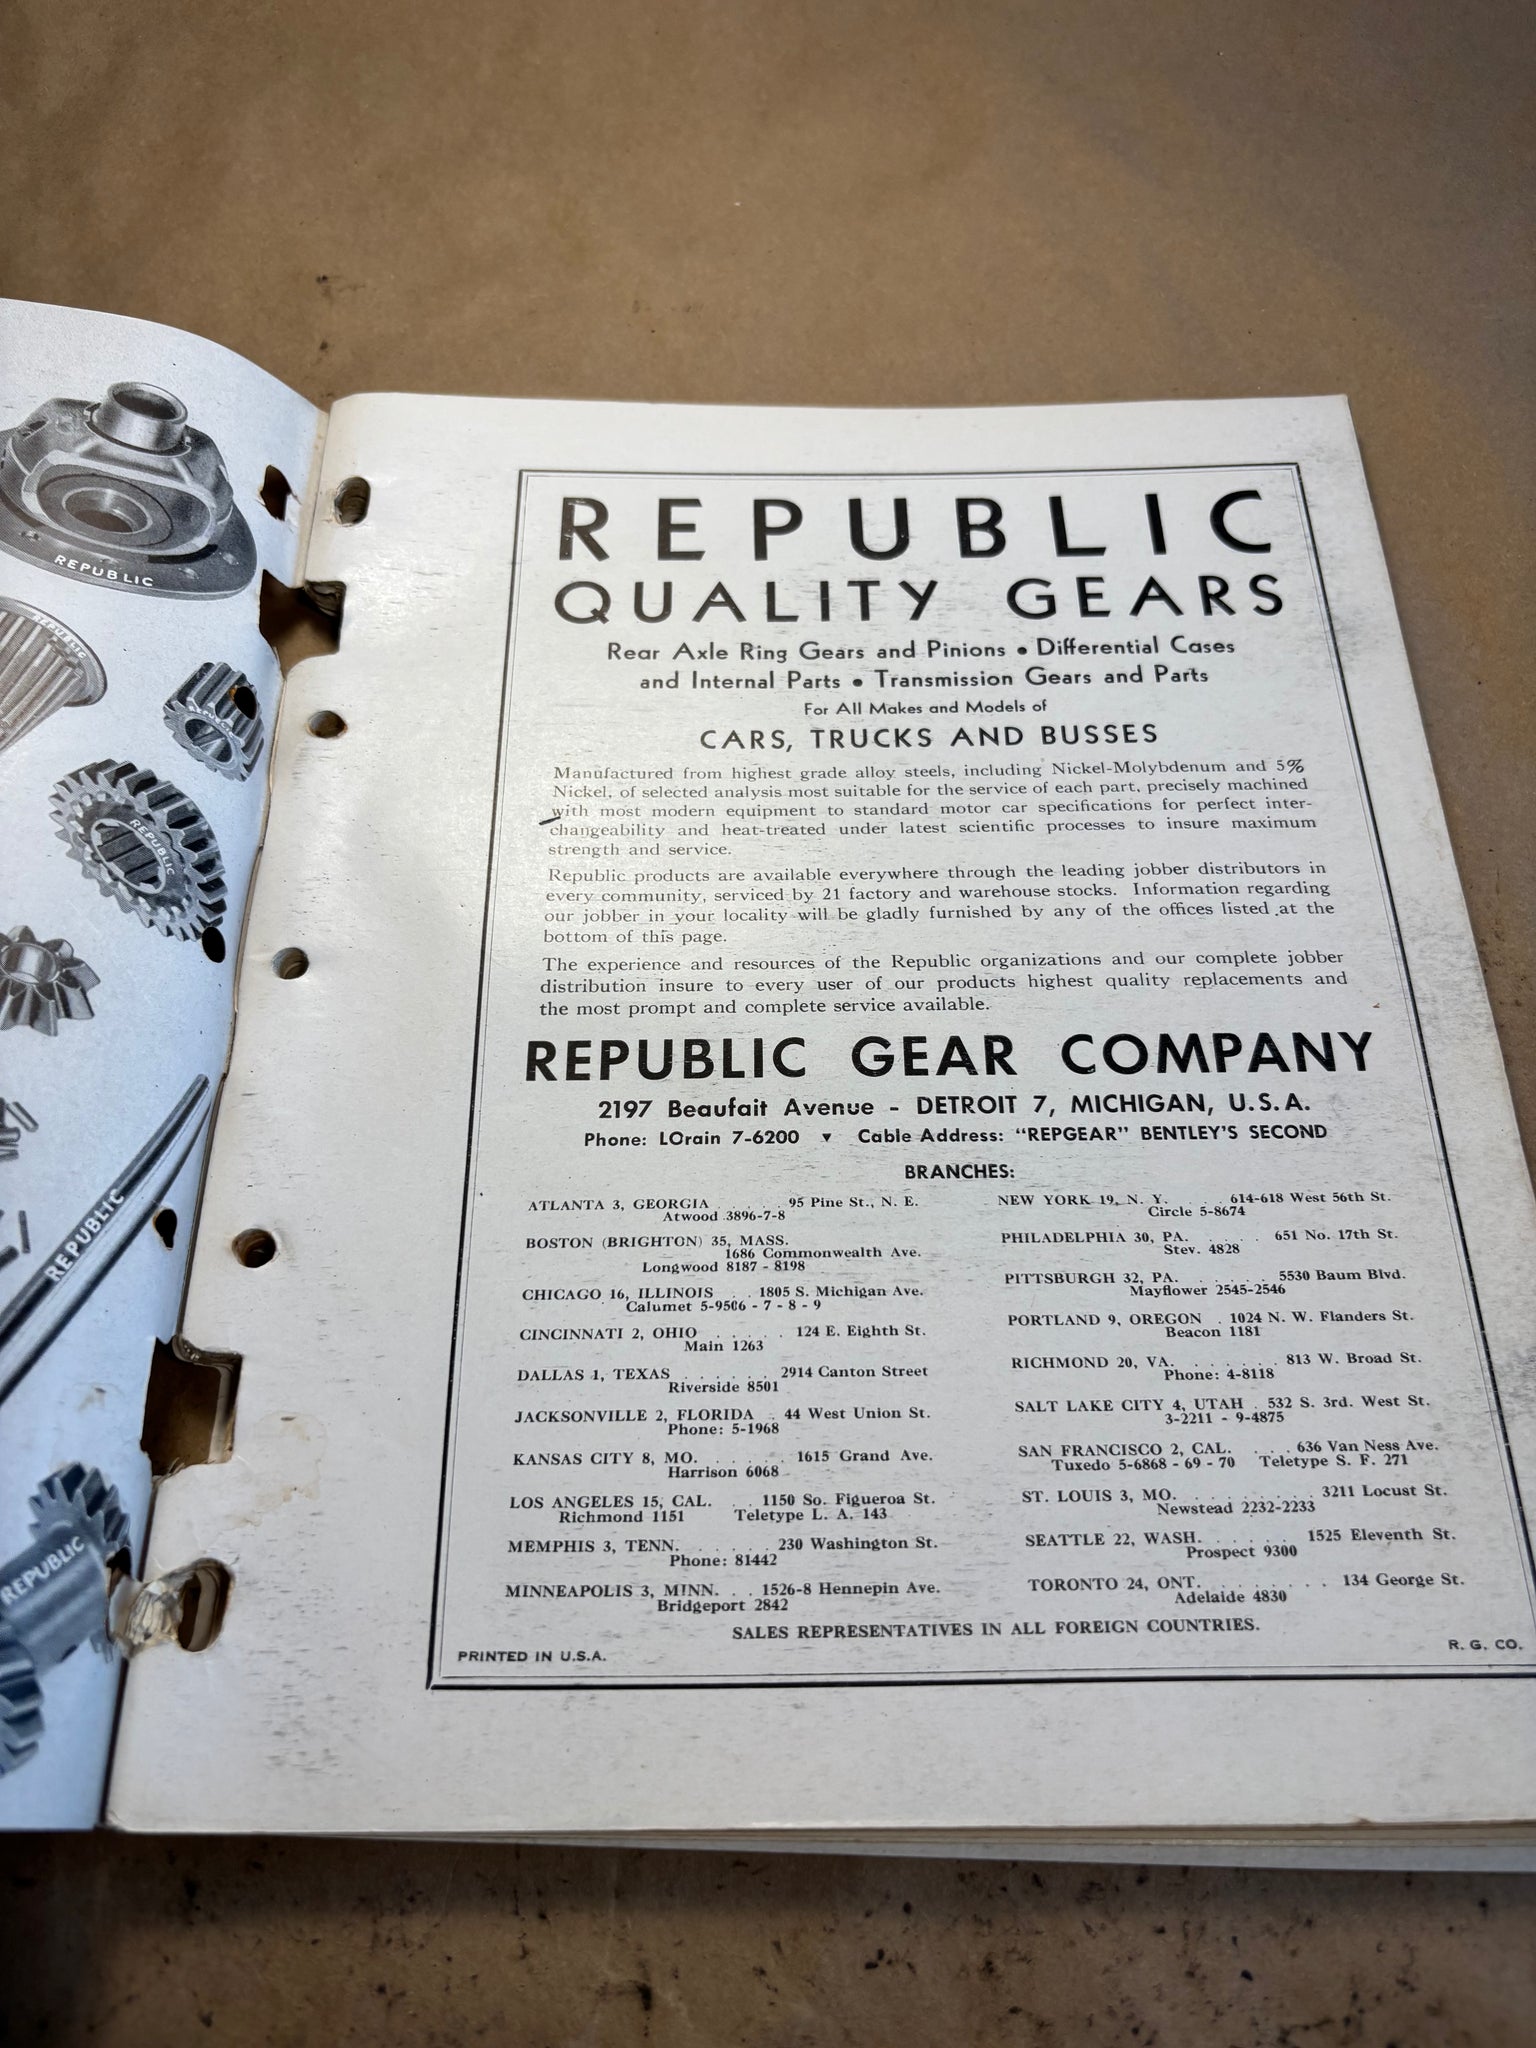 REPUBLIC
REPUBLIC
REPUBLIC
REPUBLIC
REPUBLIC
REPUBLIC
QUALITY GEARS
Rear Axle Ring Gears and Pinions • Differential Cases
and Internal Parts • Transmission Gears and Parts
For All Makes and Models of
CARS, TRUCKS AND BUSSES
Manufactured from highest grade alloy steels, including Nickel-Molybdenum and 5%
Nickel, of selected analysis most suitable for the service of each part, precisely machined
with most modern equipment to standard motor car specifications for perfect inter-
changeability and heat-treated under latest scientific processes to insure maximum
strength and service.
Republic products are available everywhere through the leading jobber distributors in
every community, serviced by 21 factory and warehouse stocks. Information regarding
our jobber in your locality will be gladly furnished by any of the offices listed at the
bottom of this page.
The experience and resources of the Republic organizations and our complete jobber
distribution insure to every user of our products highest quality replacements and
the most prompt and complete service available.
REPUBLIC GEAR COMPANY
2197 Beaufait Avenue - DETROIT 7, MICHIGAN, U.S.A.
Phone: LOrain 7-6200 ▼ Cable Address: "REPGEAR" BENTLEY'S SECOND
BRANCHES:
ATLANTA 3, GEORGIA . . . . . 95 Pine St., N. E.
Atwood 3896-7-8
BOSTON (BRIGHTON) 35, MASS.
1686 Commonwealth Ave.
Longwood 8187 - 8198
CHICAGO 16, ILLINOIS . . 1805 S. Michigan Ave.
Calumet 5-9506 - 7 - 8 - 9
CINCINNATI 2, OHIO . . . . . 124 E. Eighth St.
Main 1263
DALLAS 1, TEXAS . . . . . . 2914 Canton Street
Riverside 8501
JACKSONVILLE 2, FLORIDA . 44 West Union St.
Phone: 5-1968
KANSAS CITY 8, MO. . . . . . 1615 Grand Ave.
Harrison 6068
LOS ANGELES 15, CAL. . . 1150 So. Figueroa St.
Richmond 1151 Teletype L. A. 143
MEMPHIS 3, TENN. . . . . . 230 Washington St.
Phone: 81442
MINNEAPOLIS 3, MINN. . . 1526-8 Hennepin Ave.
Bridgeport 2842
NEW YORK 19, N. Y. . . . 614-618 West 56th St.
Circle 5-8674
PHILADELPHIA 30, PA. . . . . 651 No. 17th St.
Stev. 4828
PITTSBURGH 32, PA. . . . . . 5530 Baum Blvd.
Mayflower 2545-2546
PORTLAND 9, OREGON . 1024 N. W. Flanders St.
Beacon 1181
RICHMOND 20, VA. . . . . . . 813 W. Broad St.
Phone: 4-8118
SALT LAKE CITY 4, UTAH . 532 S. 3rd. West St.
3-2211 - 9-4875
SAN FRANCISCO 2, CAL. . . . 636 Van Ness Ave.
Tuxedo 5-6868 - 69 - 70 Teletype S. F. 271
ST. LOUIS 3, MO. . . . . . . . . 3211 Locust St.
Newstead 2232-2233
SEATTLE 22, WASH. . . . . . 1525 Eleventh St.
Prospect 9300
TORONTO 24, ONT. . . . . . . . . 134 George St.
Adelaide 4830
SALES REPRESENTATIVES IN ALL FOREIGN COUNTRIES.
PRINTED IN U.S.A.
R. G. CO.